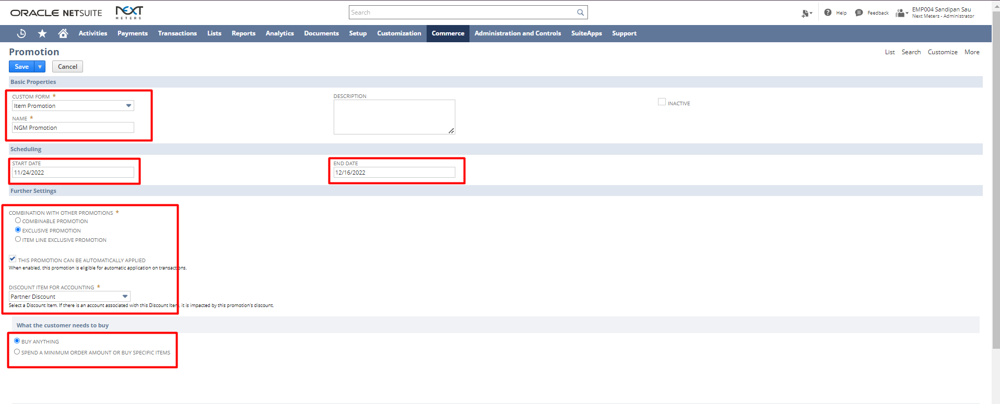 ORACLE NETSUITE
NEXT
METERS
Search
Help
Feedback
EMP004 Sandipan Sau
Next Meters - Administrator
Activities Payments Transactions Lists Reports Analytics Documents Setup Customization Commerce Administration and Controls SuiteApps Support
Promotion
List Search Customize More
Save Cancel
Basic Properties
CUSTOM FORM *
Item Promotion
NAME *
NGM Promotion
DESCRIPTION
INACTIVE
Scheduling
START DATE
11/24/2022
END DATE
12/16/2022
Further Settings
COMBINATION WITH OTHER PROMOTIONS *
COMBINABLE PROMOTION
EXCLUSIVE PROMOTION
ITEM LINE EXCLUSIVE PROMOTION
THIS PROMOTION CAN BE AUTOMATICALLY APPLIED
When enabled, this promotion is eligible for automatic application on transactions.
DISCOUNT ITEM FOR ACCOUNTING *
Partner Discount
Select a Discount Item. If there is an account associated with this Discount Item, it is impacted by this promotion's discount.
What the customer needs to buy
BUY ANYTHING
SPEND A MINIMUM ORDER AMOUNT OR BUY SPECIFIC ITEMS